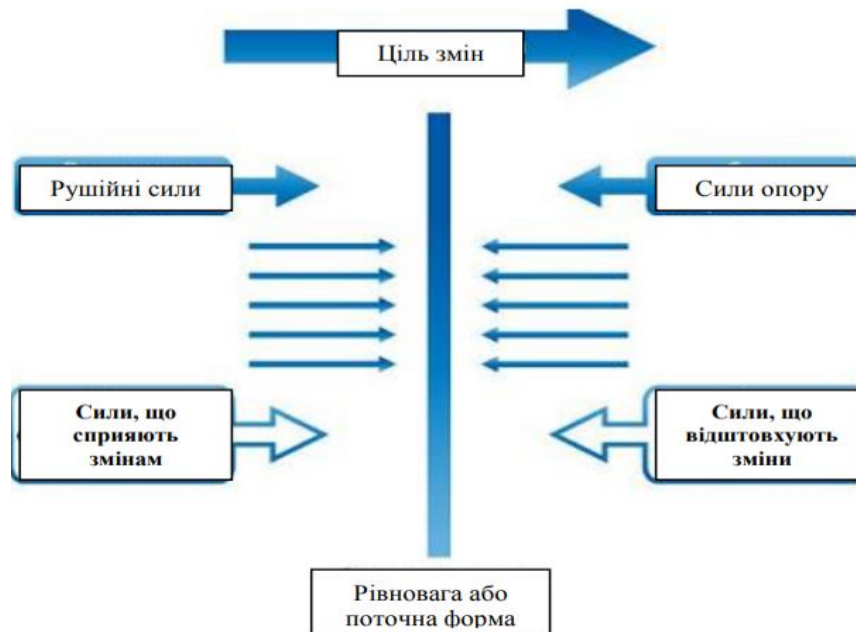 Ціль змін
Рушійні сили
Сили опору
Сили, що
сприяють
змінам
Сили, що
відштовхують
зміни
Рівновага або
поточна форма